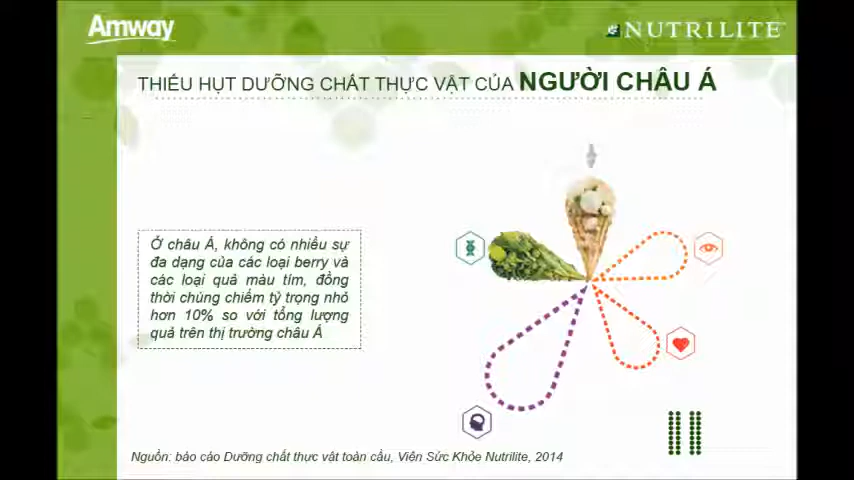 Amway
NUTRILITE
THIẾU HỤT DƯỠNG CHẤT THỰC VẬT CỦA NGƯỜI CHÂU Á
Ở châu Á, không có nhiều sự
đa dạng của các loại berry và
các loại quả màu tím, đồng
thời chúng chiếm tỷ trọng nhỏ
hơn 10% so với tổng lượng
quả trên thị trường châu Á
Nguồn: báo cáo Dưỡng chất thực vật toàn cầu, Viện Sức Khỏe Nutrilite, 2014